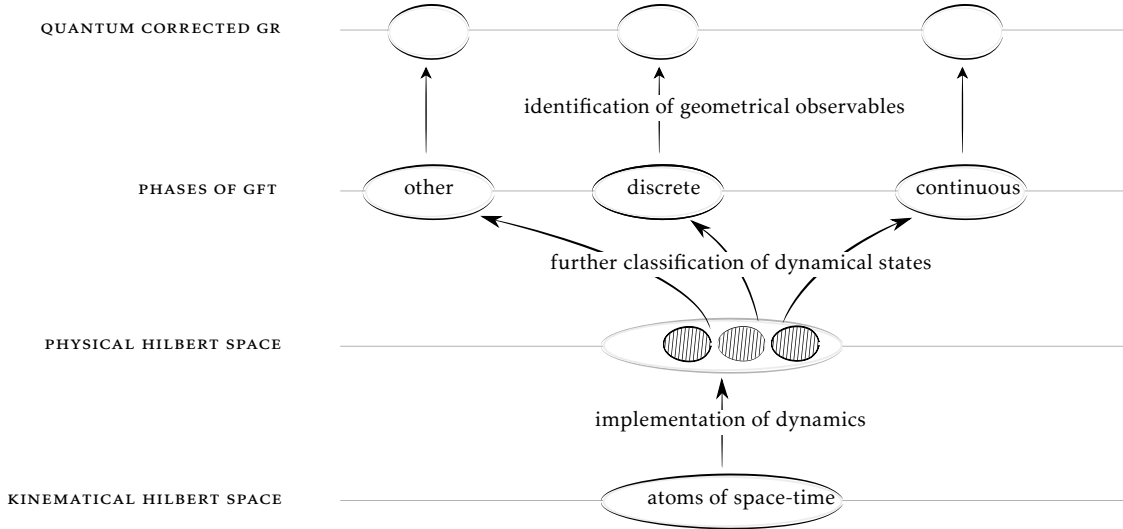 QUANTUM CORRECTED GR
identification of geometrical observables
PHASES OF GFT
other
discrete
continuous
further classification of dynamical states
PHYSICAL HILBERT SPACE
implementation of dynamics
KINEMATICAL HILBERT SPACE
atoms of space-time